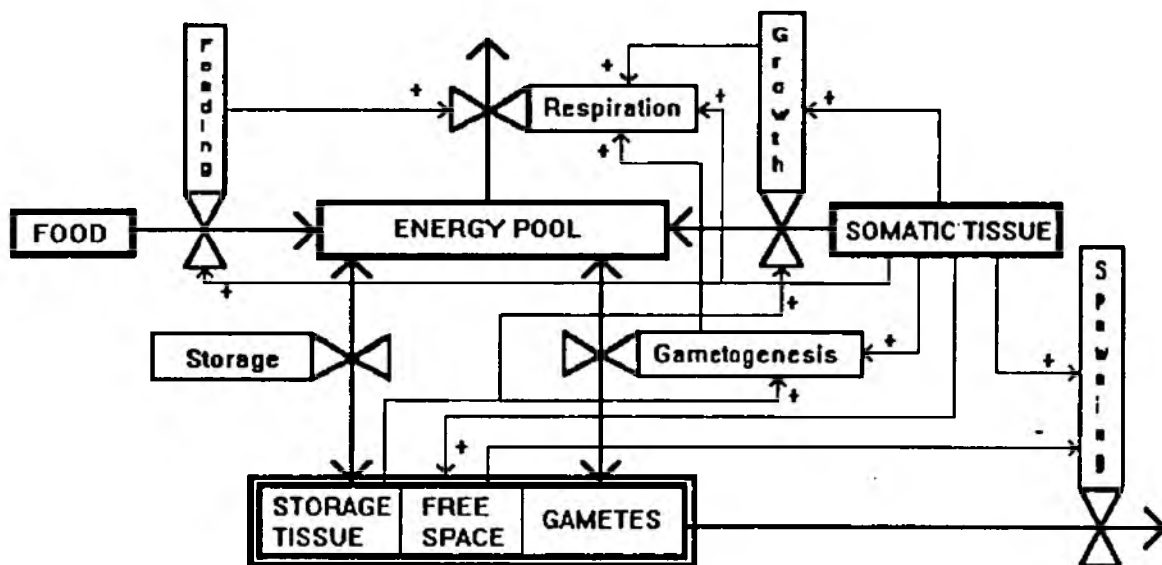 Feeding
Growth
+
+
Respiration
+
+
+
FOOD
ENERGY POOL
SOMATIC TISSUE
Spawning
+
+
Storage
Gametogenesis
+
+
+
+
-
STORAGE TISSUE
FREE SPACE
GAMETES